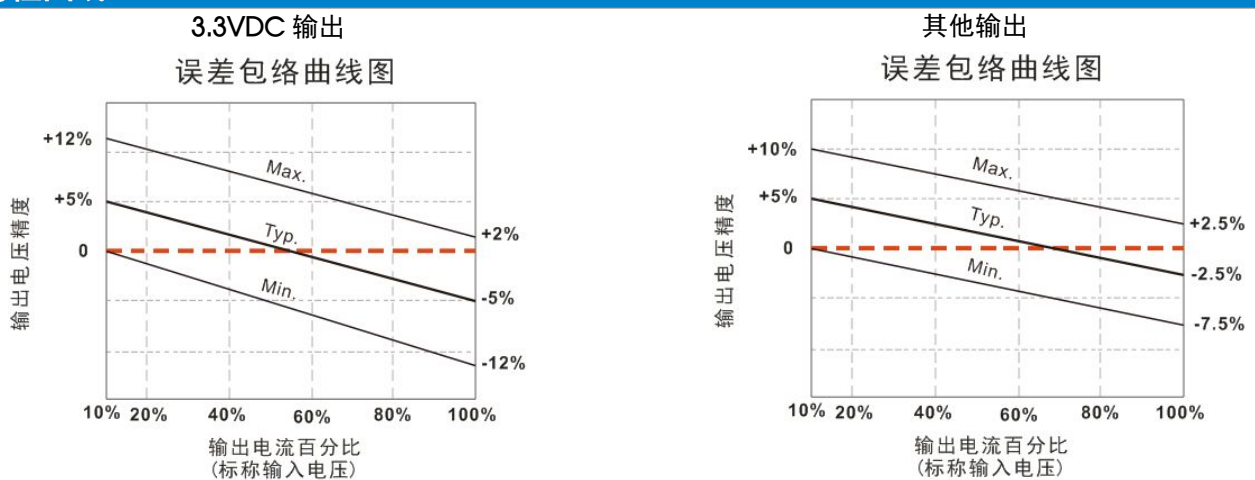 3.3VDC 输出
误差包络曲线图
+12%
+5%
0
Max.
Typ.
Min.
+2%
-5%
-12%
输出电压精度
10% 20% 40% 60% 80% 100%
输出电流百分比
(标称输入电压)
其他输出
误差包络曲线图
+10%
+5%
0
Max.
Typ.
Min.
+2.5%
-2.5%
-7.5%
输出电压精度
10% 20% 40% 60% 80% 100%
输出电流百分比
(标称输入电压)